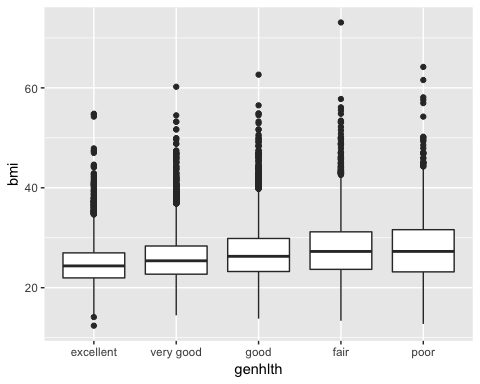 60
40
20
bmi
excellent
very good
good
fair
poor
genhlth